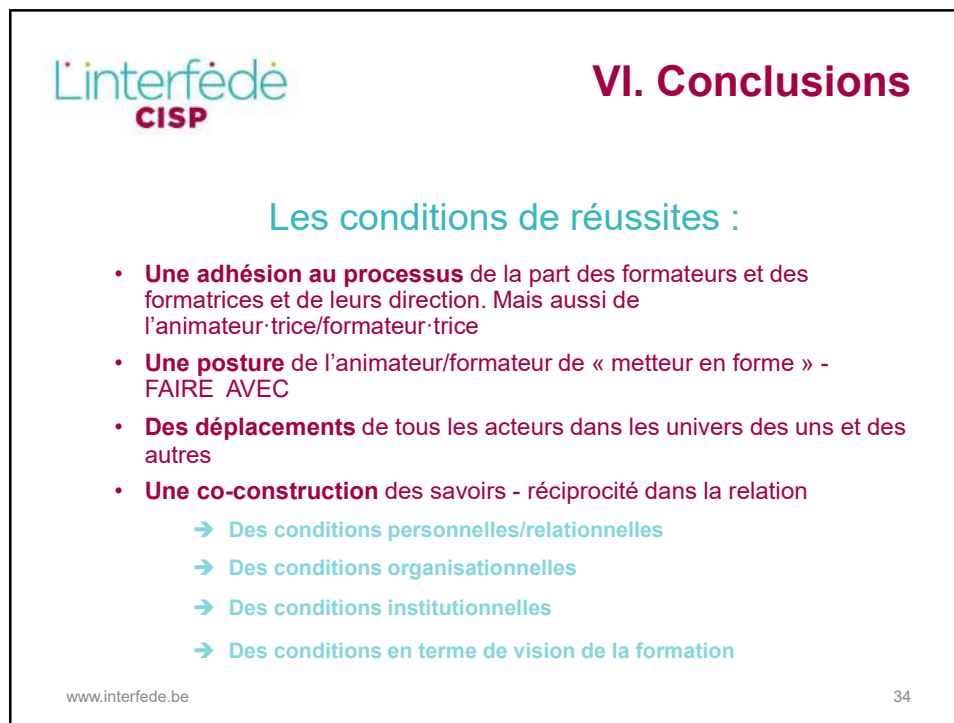 L'interfédé
CISP
VI. Conclusions
Les conditions de réussites :
• Une adhésion au processus de la part des formateurs et des
formatrices et de leurs direction. Mais aussi de
l'animateur·trice/formateur·trice
• Une posture de l'animateur/formateur de « metteur en forme » -
FAIRE AVEC
• Des déplacements de tous les acteurs dans les univers des uns et des
autres
• Une co-construction des savoirs - réciprocité dans la relation
➔ Des conditions personnelles/relationnelles
➔ Des conditions organisationnelles
➔ Des conditions institutionnelles
➔ Des conditions en terme de vision de la formation
www.interfede.be
34